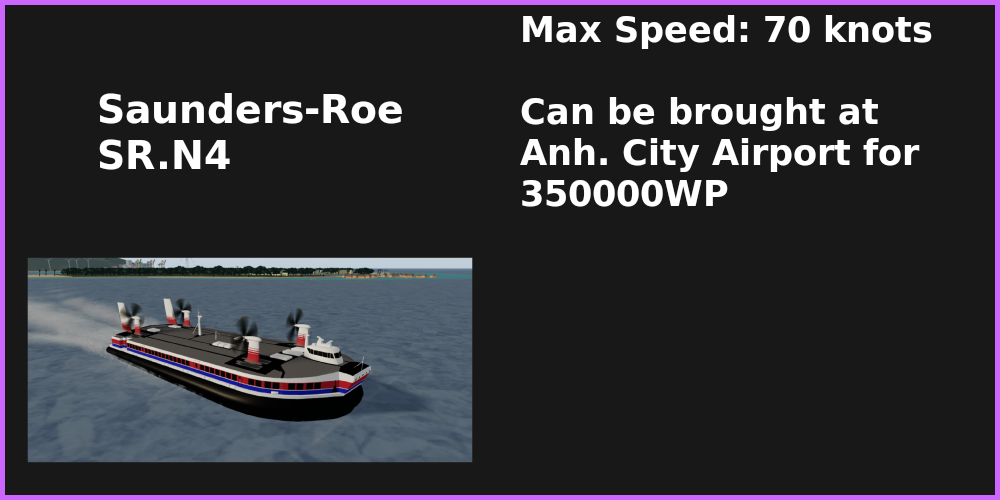 Saunders-Roe
SR.N4
Max Speed: 70 knots
Can be brought at
Anh. City Airport for
350000WP